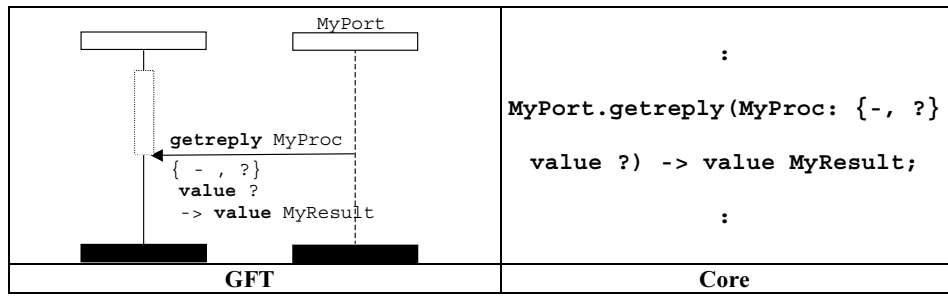 MyPort
getreply MyProc
{ - , ?}
value ?
-> value MyResult
:
MyPort.getreply(MyProc: {-, ?}
value ?) -> value MyResult;
:
GFT
Core